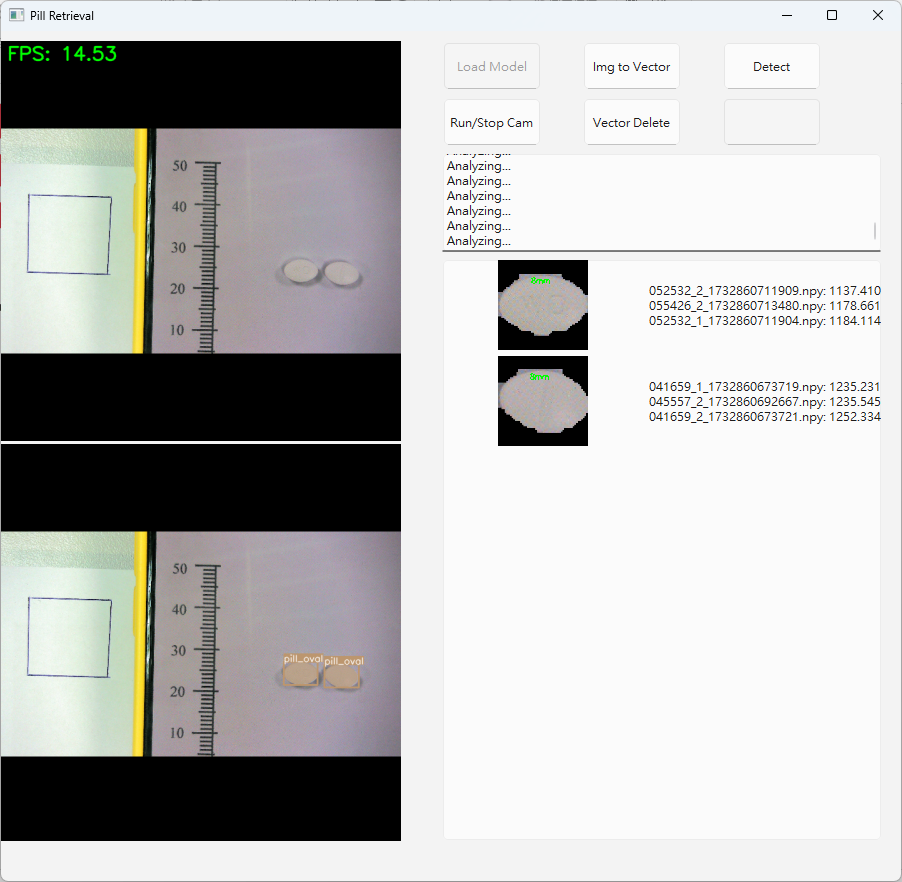 Pill Retrieval
FPS: 14.53
50
40
30
20
10
50
40
30
20
10
pill_oval
pill_oval
Load Model
Img to Vector
Detect
Run/Stop Cam
Vector Delete
Analyzing...
Analyzing...
Analyzing...
Analyzing...
Analyzing...
Analyzing...
Analyzing...
8mm
052532_2_1732860711909.npy: 1137.410
055426_2_1732860713480.npy: 1178.661
052532_1_1732860711904.npy: 1184.114
041659_1_1732860673719.npy: 1235.231
045557_2_1732860692667.npy: 1235.545
041659_2_1732860673721.npy: 1252.334